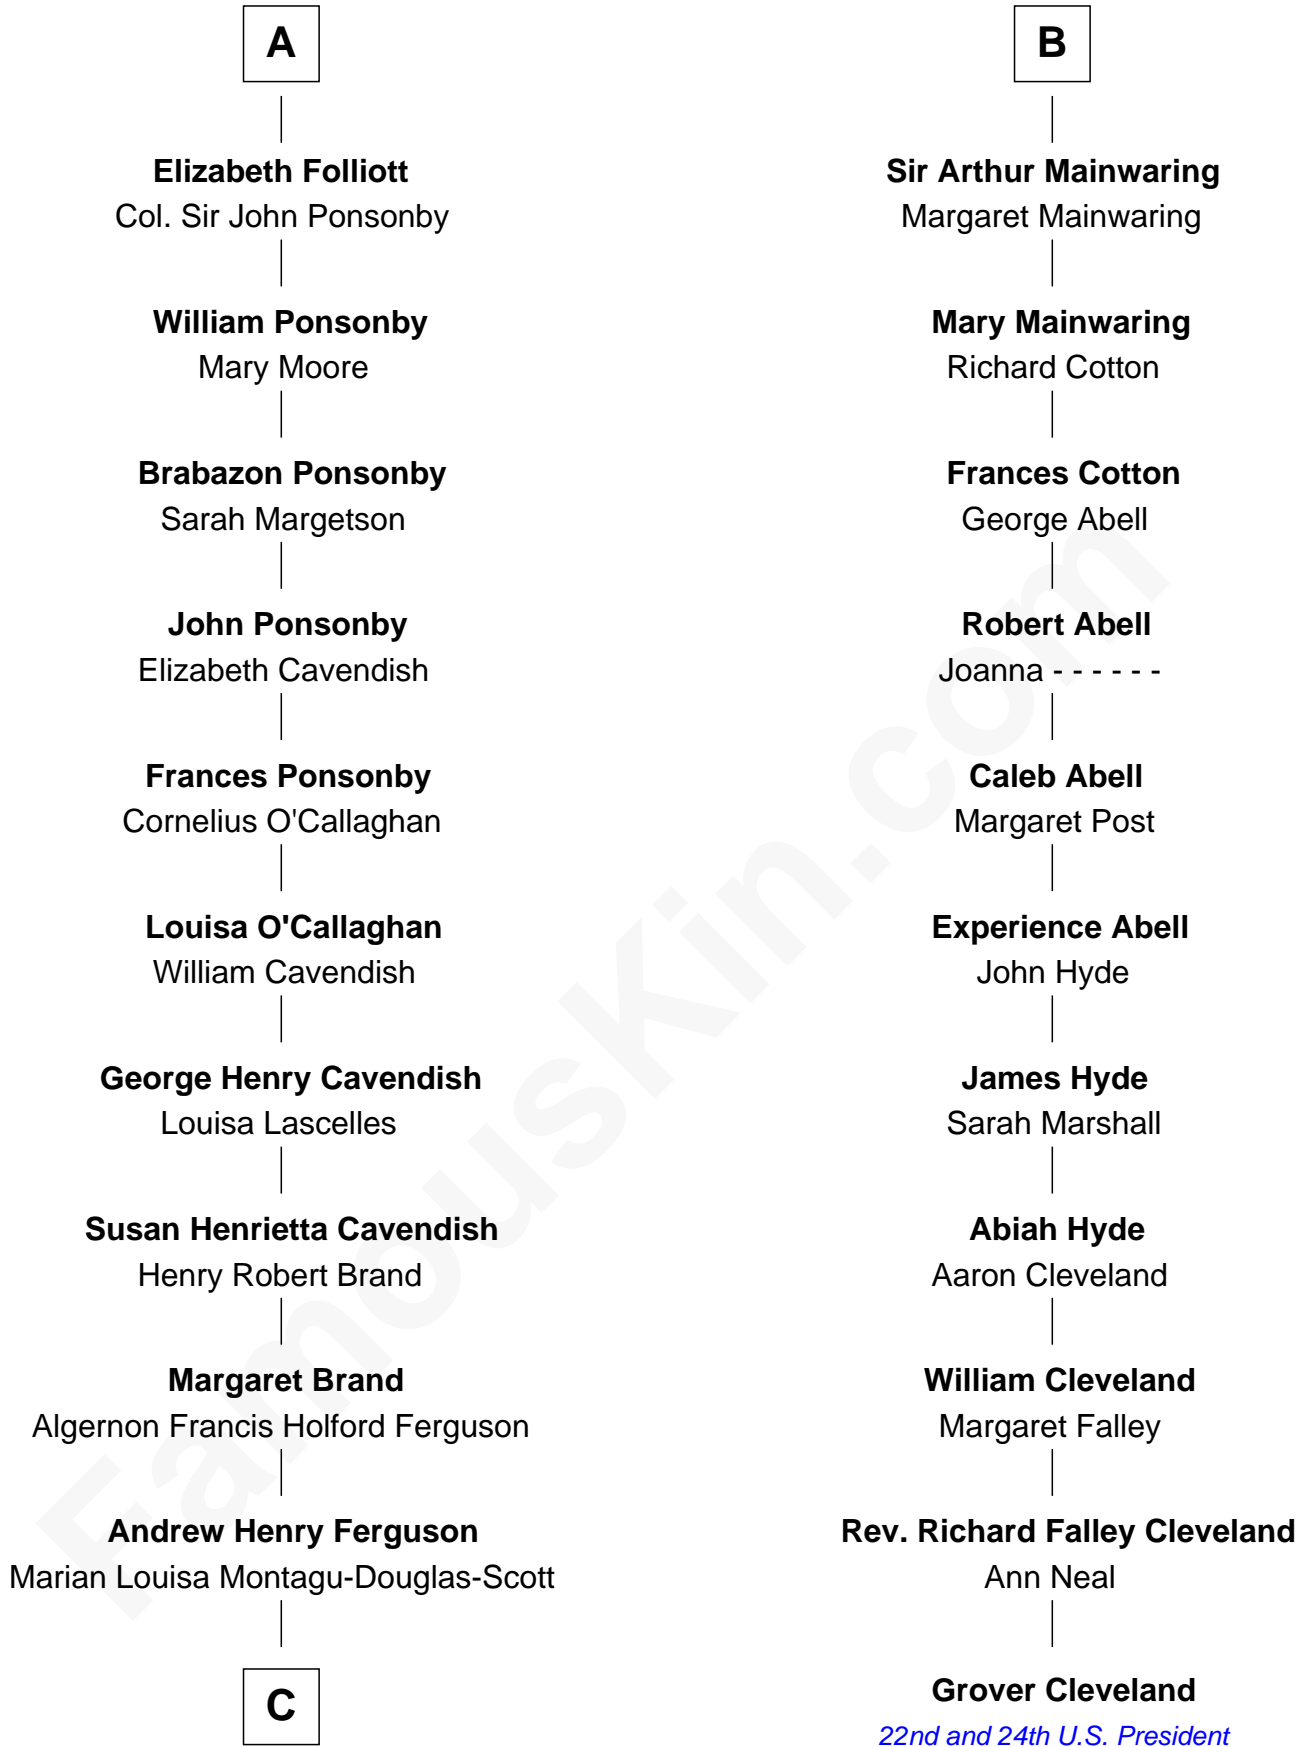 A
Elizabeth Folliott
Col. Sir John Ponsonby
William Ponsonby
Mary Moore
Brabazon Ponsonby
Sarah Margetson
John Ponsonby
Elizabeth Cavendish
Frances Ponsonby
Cornelius O'Callaghan
Louisa O'Callaghan
William Cavendish
George Henry Cavendish
Louisa Lascelles
Susan Henrietta Cavendish
Henry Robert Brand
Margaret Brand
Algernon Francis Holford Ferguson
Andrew Henry Ferguson
Marian Louisa Montagu-Douglas-Scott
C
B
Sir Arthur Mainwaring
Margaret Mainwaring
Mary Mainwaring
Richard Cotton
Frances Cotton
George Abell
Robert Abell
Joanna - - - - - -
Caleb Abell
Margaret Post
Experience Abell
John Hyde
James Hyde
Sarah Marshall
Abiah Hyde
Aaron Cleveland
William Cleveland
Margaret Falley
Rev. Richard Falley Cleveland
Ann Neal
Grover Cleveland
22nd and 24th U.S. President
FamousKin.com